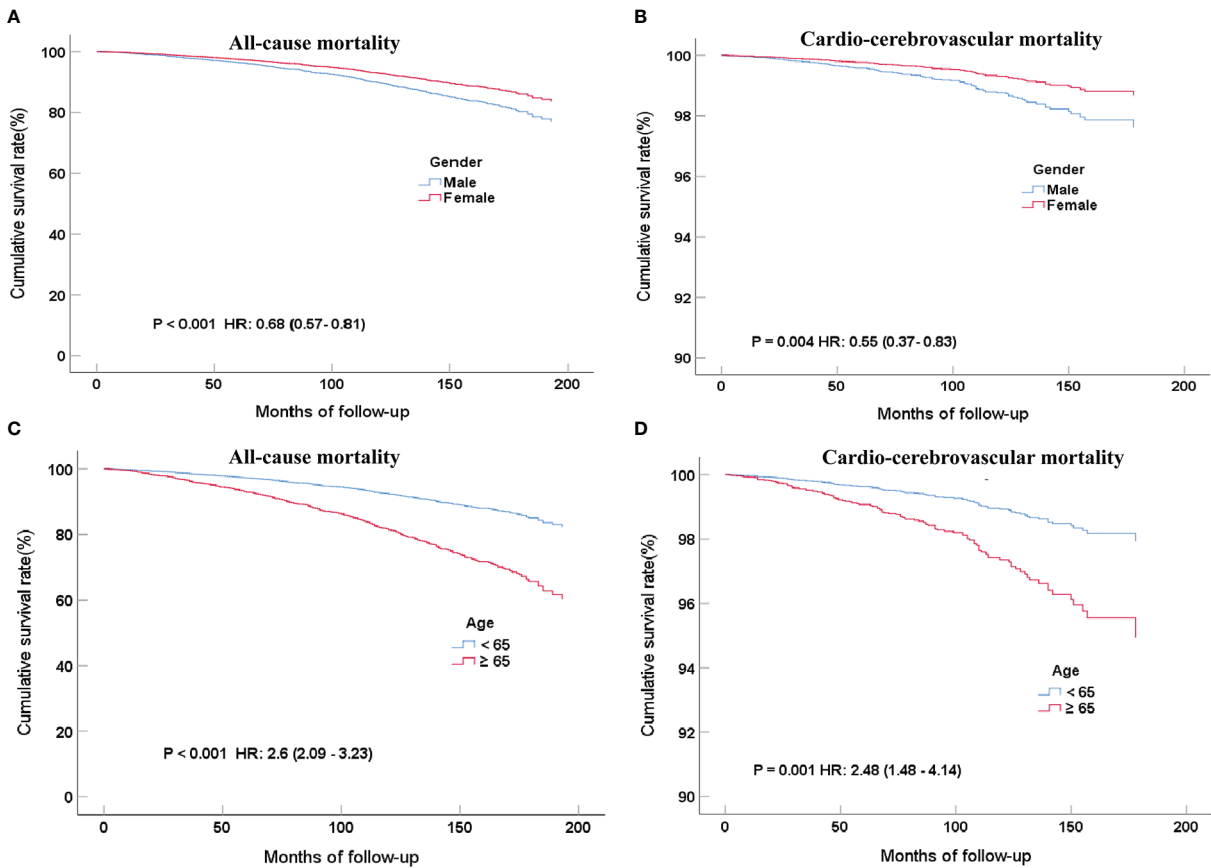 A
All-cause mortality
Cumulative survival rate(%)
100
80
60
40
20
0
Gender
Male
Female
P < 0.001 HR: 0.68 (0.57- 0.81)
0 50 100 150 200
Months of follow-up
B
Cardio-cerebrovascular mortality
Cumulative survival rate(%)
100
98
96
94
92
90
Gender
Male
Female
P = 0.004 HR: 0.55 (0.37- 0.83)
0 50 100 150 200
Months of follow-up
C
All-cause mortality
Cumulative survival rate(%)
100
80
60
40
20
0
Age
< 65
≥ 65
P < 0.001 HR: 2.6 (2.09 - 3.23)
0 50 100 150 200
Months of follow-up
D
Cardio-cerebrovascular mortality
Cumulative survival rate(%)
100
98
96
94
92
90
Age
< 65
≥ 65
P = 0.001 HR: 2.48 (1.48 - 4.14)
0 50 100 150 200
Months of follow-up